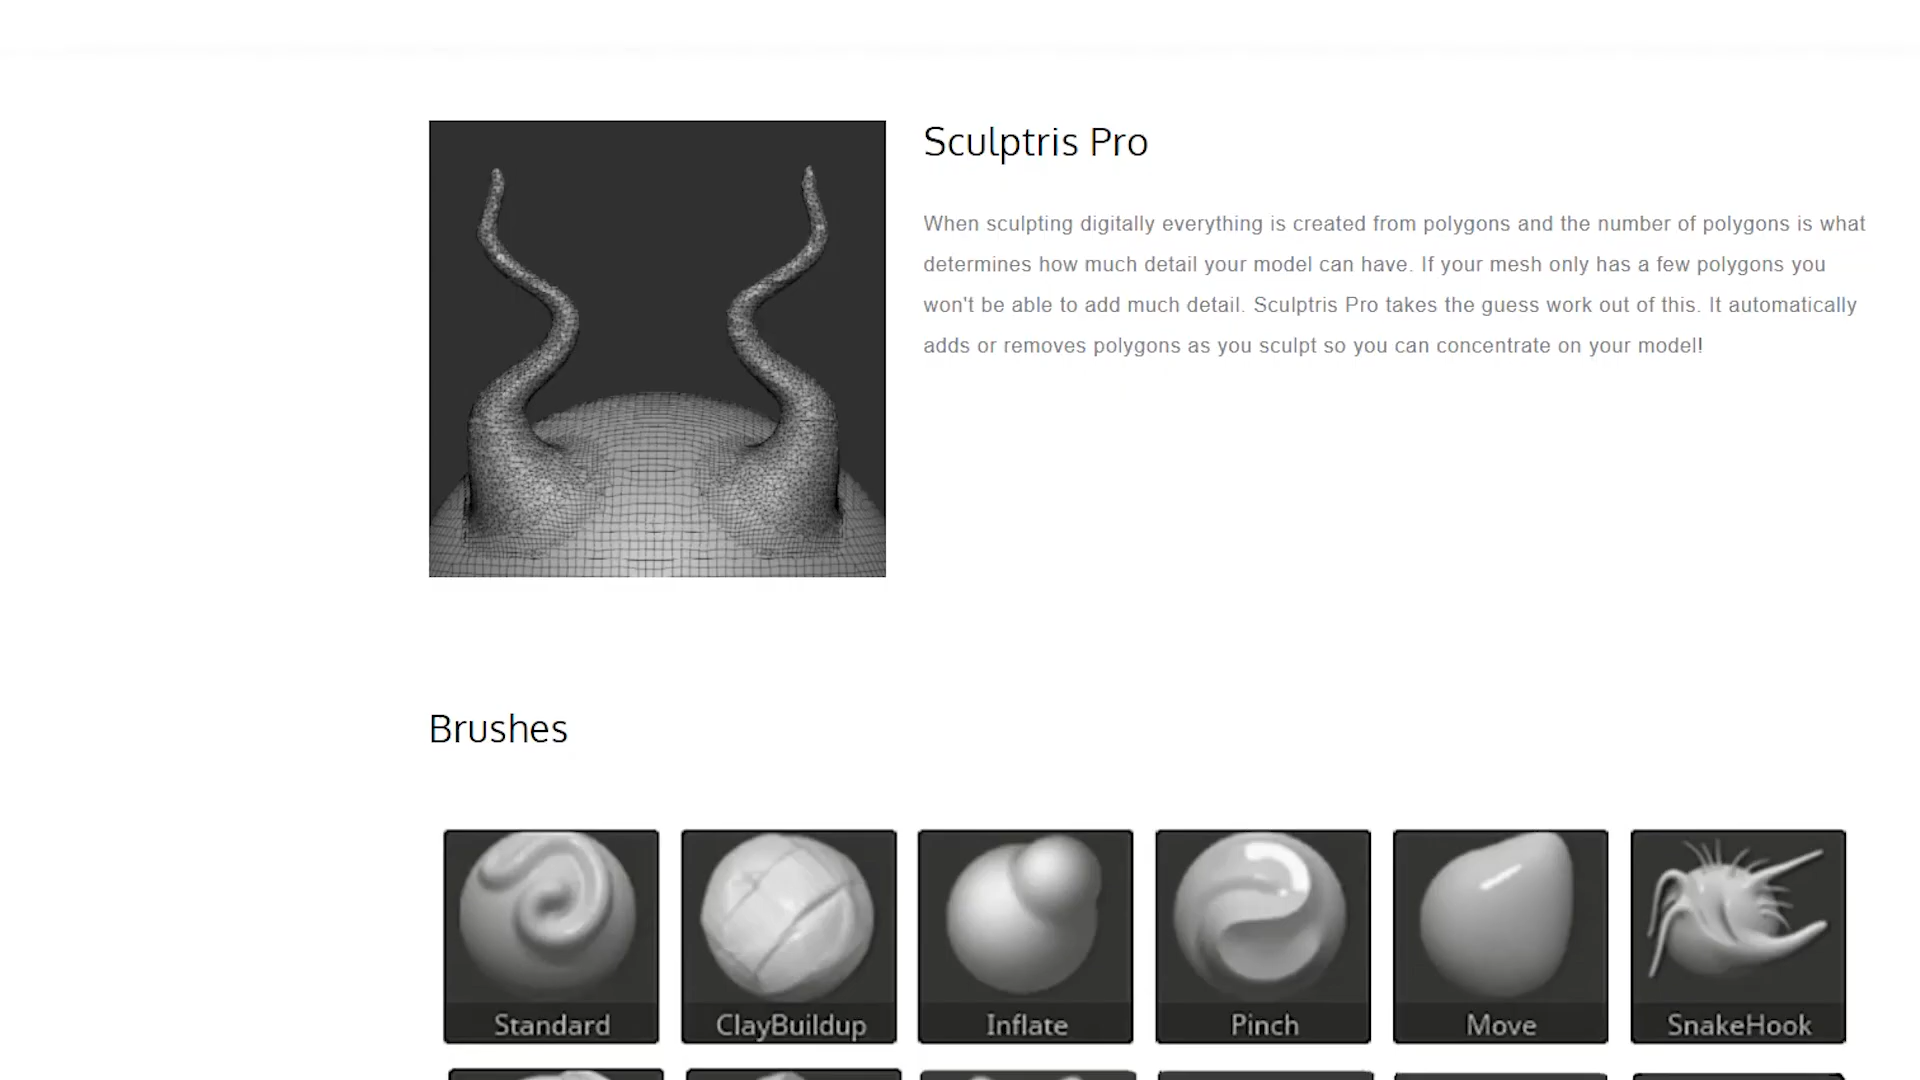 Sculptris Pro
When sculpting digitally everything is created from polygons and the number of polygons is what
determines how much detail your model can have. If your mesh only has a few polygons you
won't be able to add much detail. Sculptris Pro takes the guess work out of this. It automatically
adds or removes polygons as you sculpt so you can concentrate on your model!
Brushes
Standard
ClayBuildup
Inflate
Pinch
Move
SnakeHook